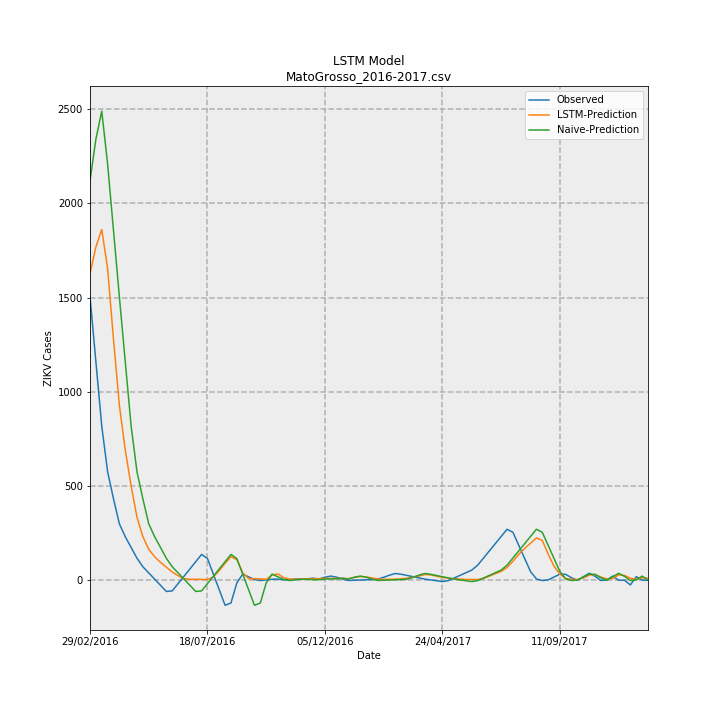 LSTM Model
MatoGrosso_2016-2017.csv
Observed
LSTM-Prediction
Naive-Prediction
2500
2000
1500
1000
500
0
ZIKV Cases
29/02/2016
18/07/2016
05/12/2016
24/04/2017
11/09/2017
Date